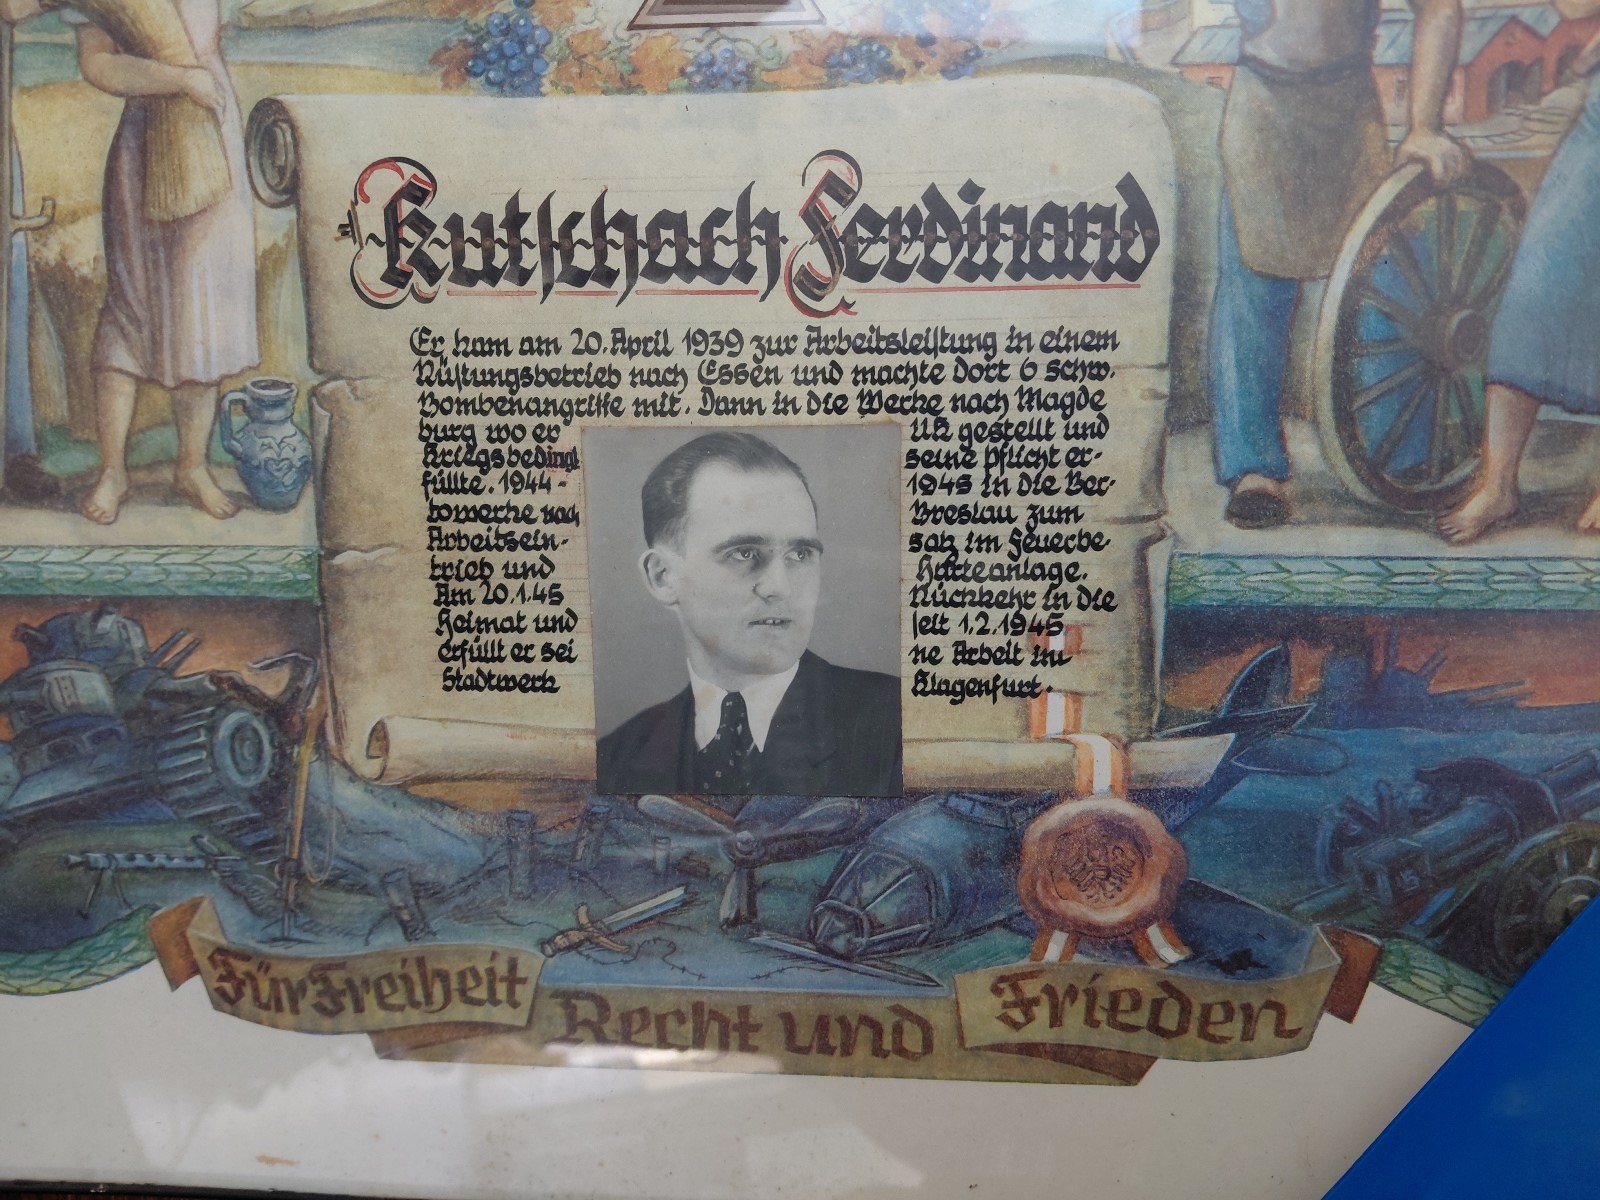 Kutschach Ferdinand
Er kam am 20. April 1939 zur Arbeitsleistung in einem
Rüstungsbetrieb nach Essen und machte dort 6 schw.
Bombenangriffe mit. Dann in die Werke nach Magde
burg wo er UK gestellt und
Kriegsbedingt seine Pflicht er-
füllte. 1944 - 1945 in die Ber-
towerke nach Breslau zum
Arbeitsein- satz im Feuerbe-
trieb und Härteanlage.
Am 20.1.45 Rückkehr in die
Heimat und seit 1.2.1945
erfüllt er sei ne Arbeit im
Stadtwerk Klagenfurt.
Für Freiheit Recht und Frieden